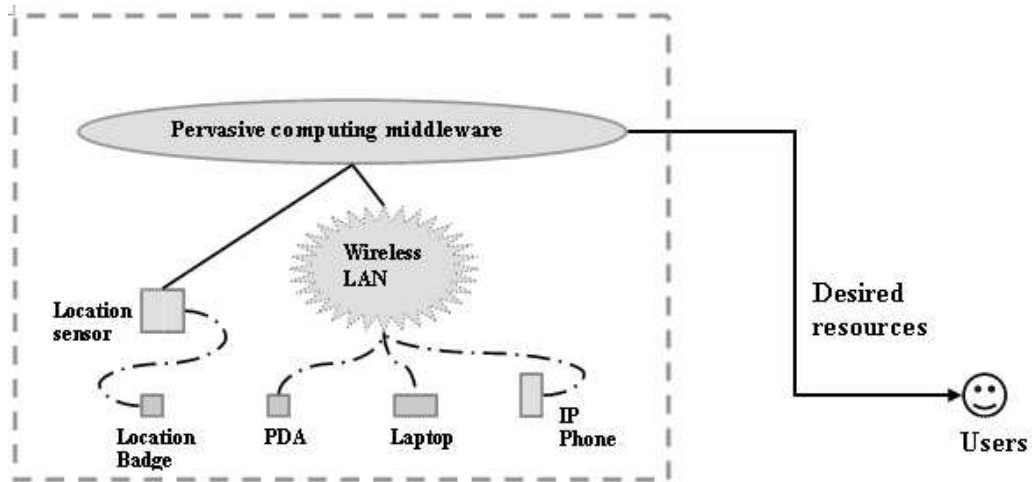 Pervasive computing middleware
Wireless
LAN
Location
sensor
Desired
resources
Location
Badge
PDA
Laptop
IP
Phone
Users